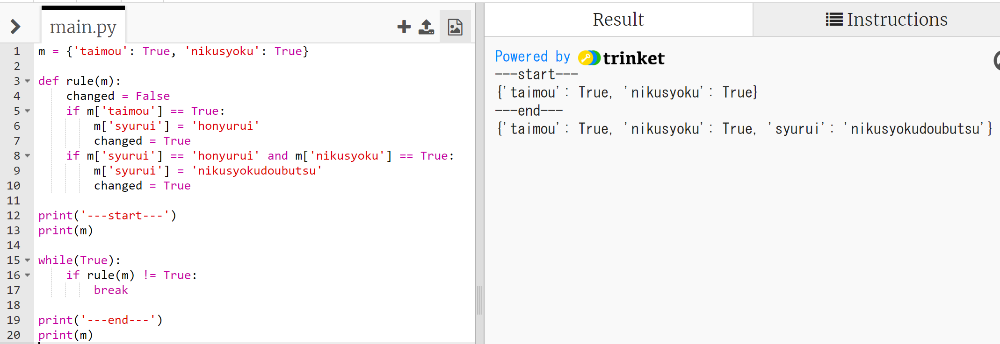 main.py
1 m = {'taimou': True, 'nikusyoku': True}
2
3 def rule(m):
4     changed = False
5     if m['taimou'] == True:
6         m['syurui'] = 'honyurui'
7         changed = True
8     if m['syurui'] == 'honyurui' and m['nikusyoku'] == True:
9         m['syurui'] = 'nikusyokudoubutsu'
10         changed = True
11
12 print('---start---')
13 print(m)
14
15 while(True):
16     if rule(m) != True:
17         break
18
19 print('---end---')
20 print(m)
Result
Instructions
Powered by trinket
---start---
{'taimou': True, 'nikusyoku': True}
---end---
{'taimou': True, 'nikusyoku': True, 'syurui': 'nikusyokudoubutsu'}